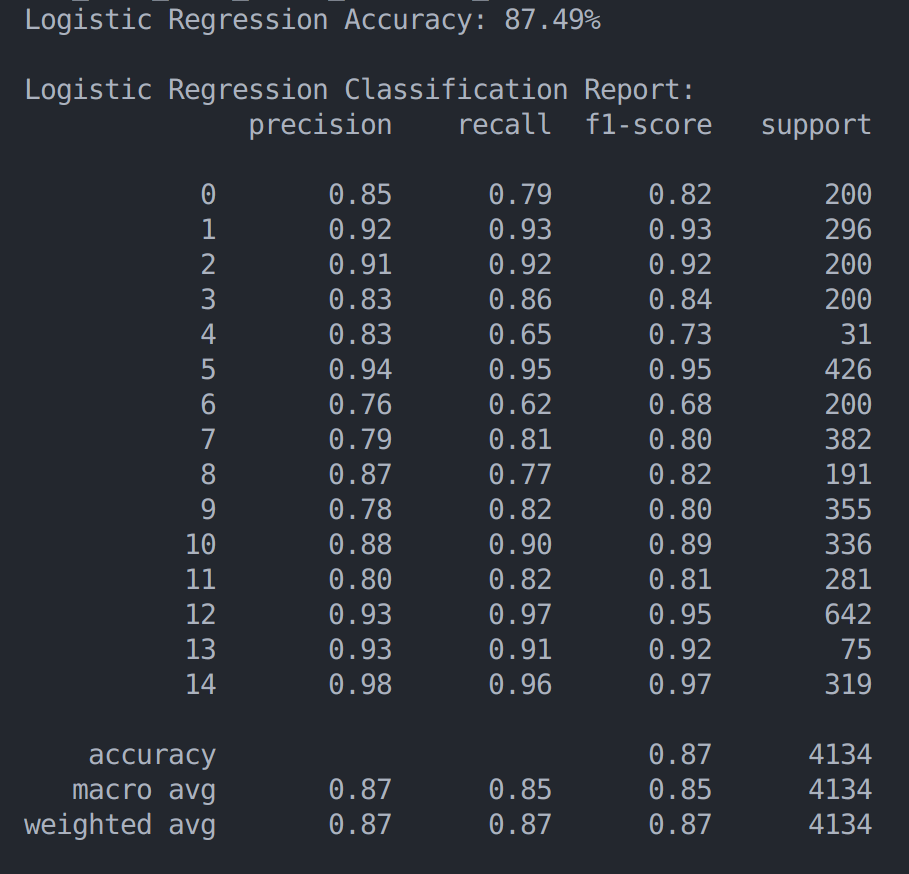 Logistic Regression Accuracy: 87.49%
Logistic Regression Classification Report:
precision recall f1-score support
0 0.85 0.79 0.82 200
1 0.92 0.93 0.93 296
2 0.91 0.92 0.92 200
3 0.83 0.86 0.84 200
4 0.83 0.65 0.73 31
5 0.94 0.95 0.95 426
6 0.76 0.62 0.68 200
7 0.79 0.81 0.80 382
8 0.87 0.77 0.82 191
9 0.78 0.82 0.80 355
10 0.88 0.90 0.89 336
11 0.80 0.82 0.81 281
12 0.93 0.97 0.95 642
13 0.93 0.91 0.92 75
14 0.98 0.96 0.97 319
accuracy 0.87 4134
macro avg 0.87 0.85 0.85 4134
weighted avg 0.87 0.87 0.87 4134